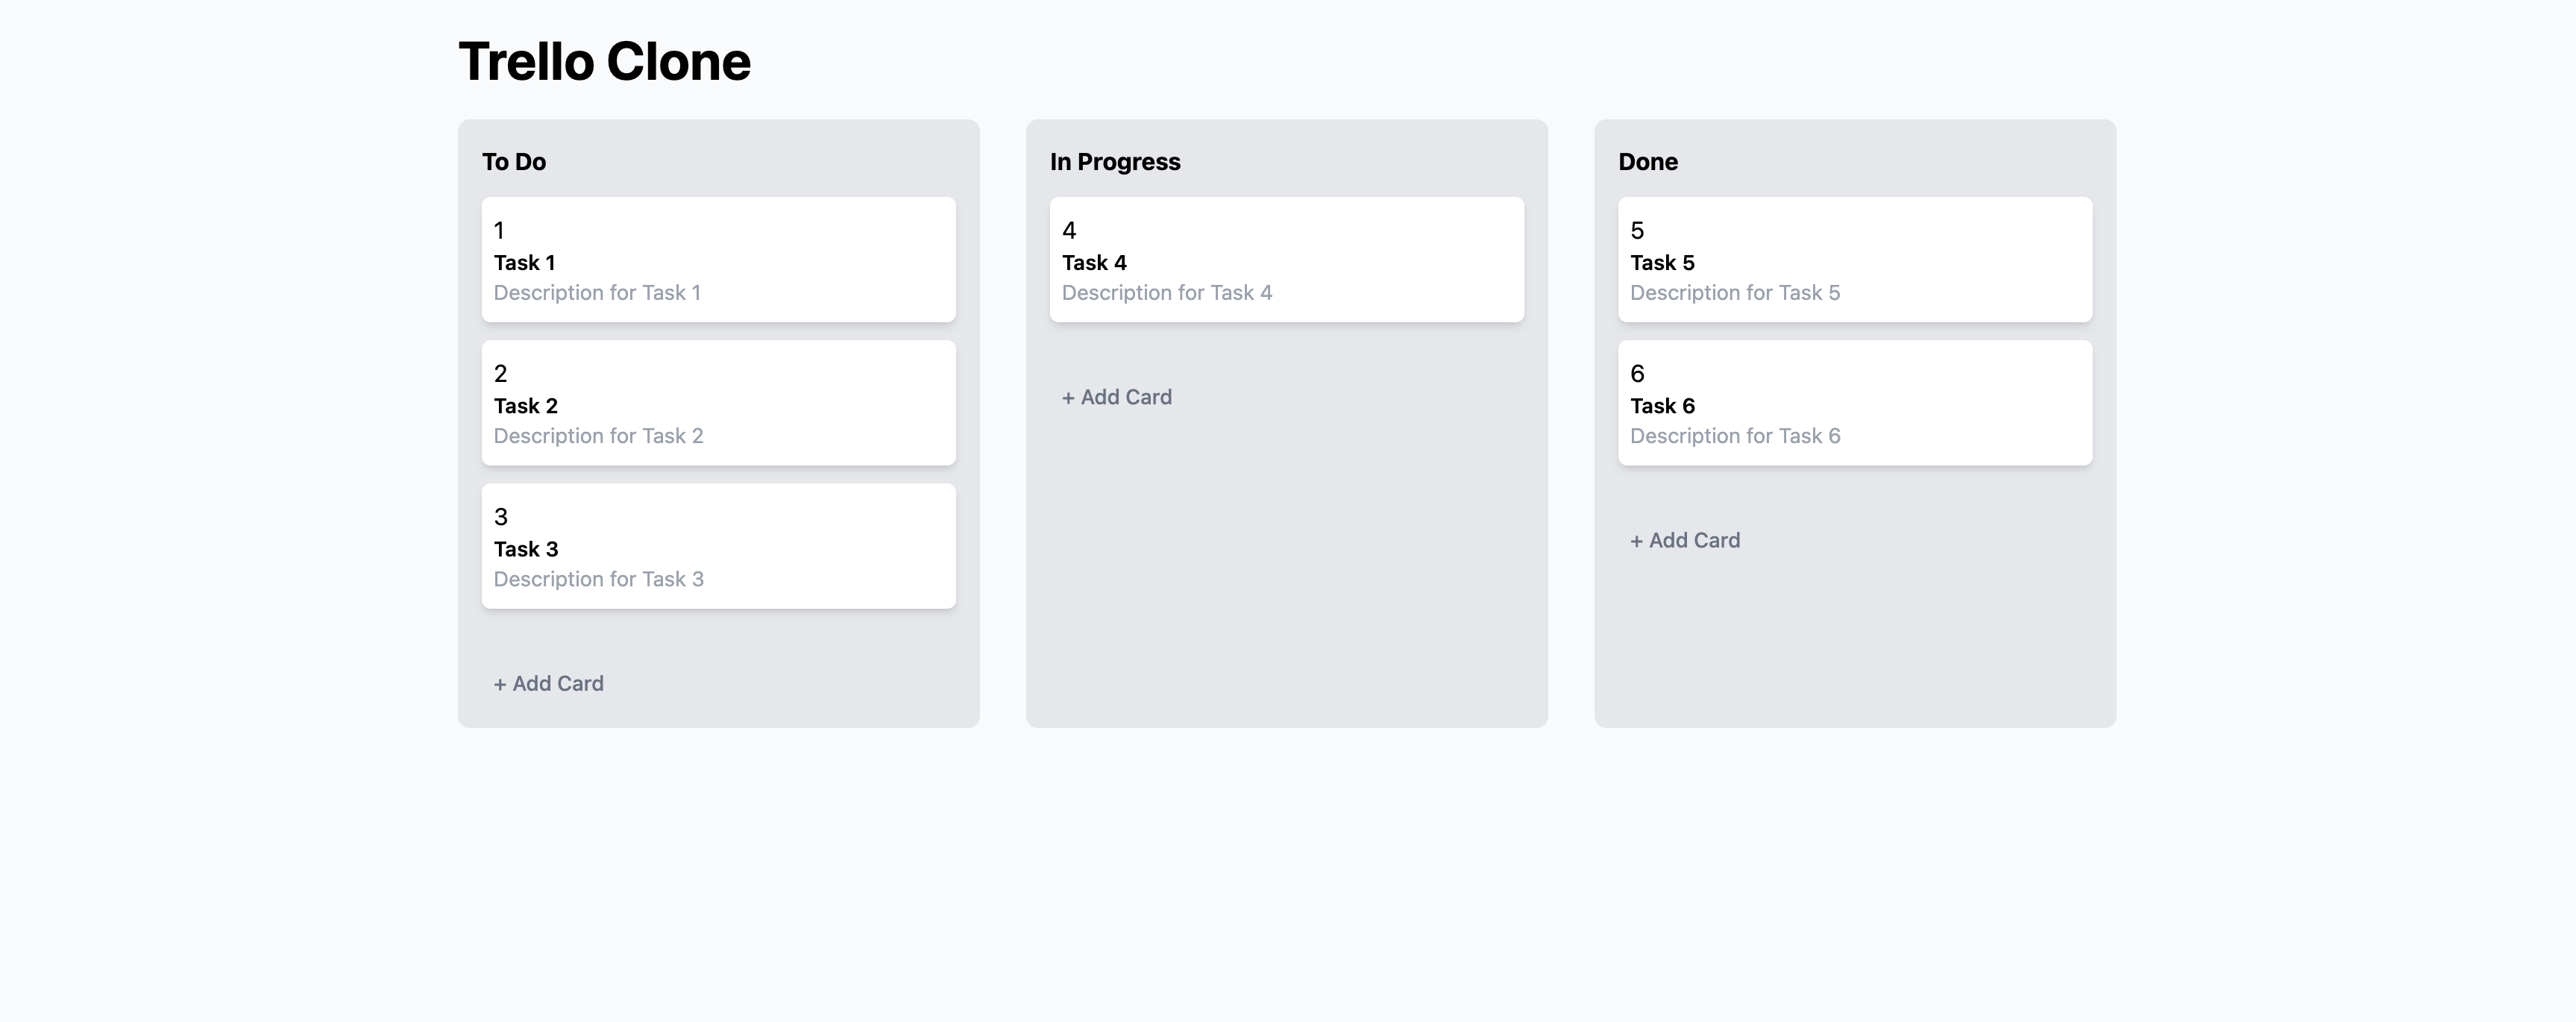 Trello Clone
To Do
1
Task 1
Description for Task 1
2
Task 2
Description for Task 2
3
Task 3
Description for Task 3
+ Add Card
In Progress
4
Task 4
Description for Task 4
+ Add Card
Done
5
Task 5
Description for Task 5
6
Task 6
Description for Task 6
+ Add Card